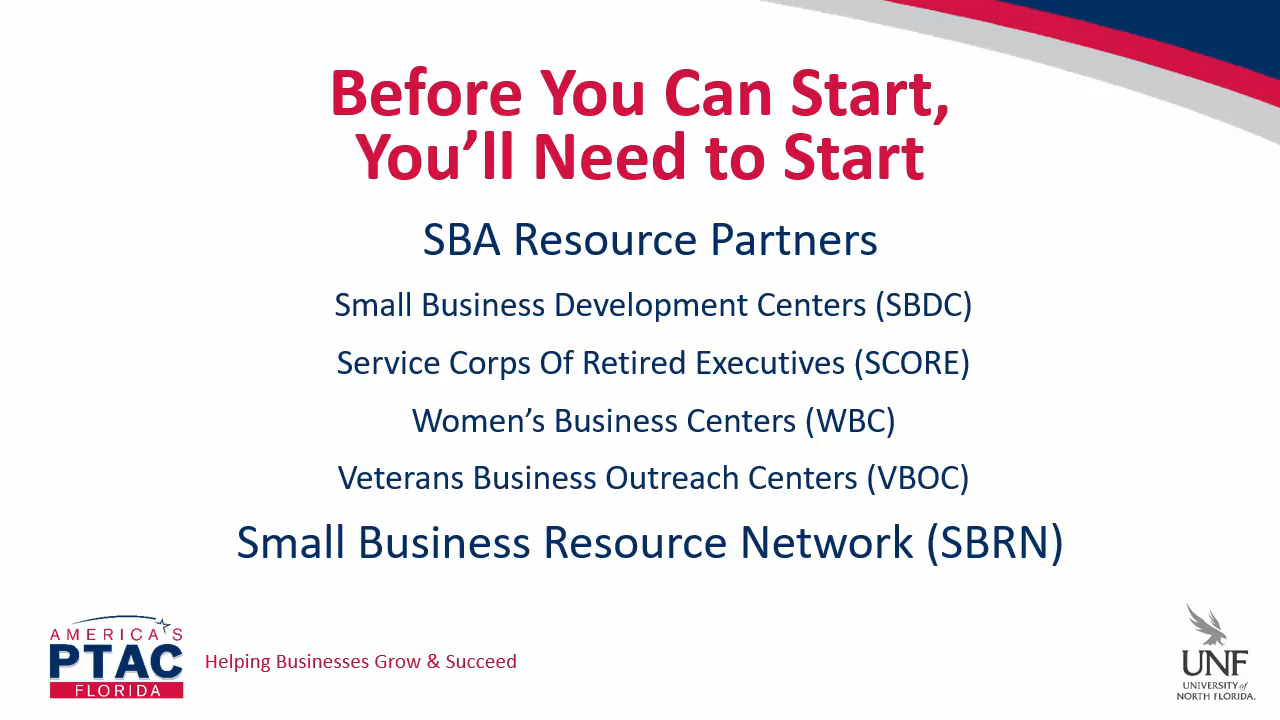 Before You Can Start,
You’ll Need to Start
SBA Resource Partners
Small Business Development Centers (SBDC)
Service Corps Of Retired Executives (SCORE)
Women’s Business Centers (WBC)
Veterans Business Outreach Centers (VBOC)
Small Business Resource Network (SBRN)
AMERICA'S
PTAC
FLORIDA
Helping Businesses Grow & Succeed
UNF
UNIVERSITY of
NORTH FLORIDA.